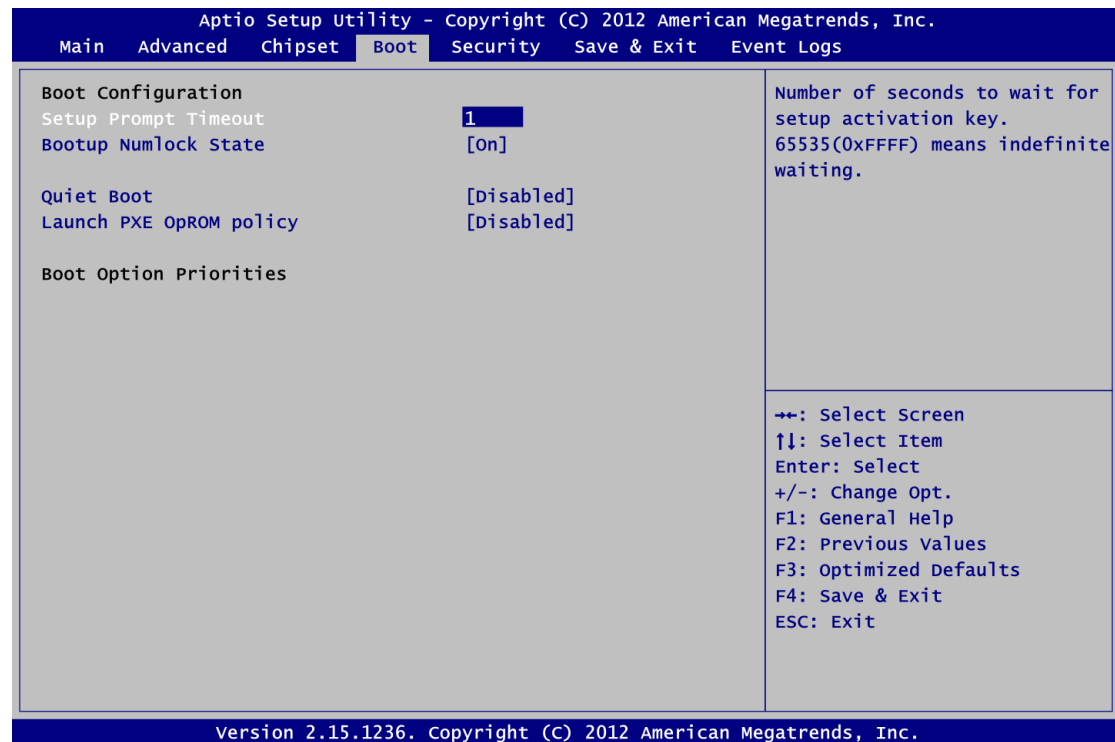 Aptio Setup Utility - Copyright (C) 2012 American Megatrends, Inc.
Main Advanced Chipset Boot Security Save & Exit Event Logs
Boot Configuration
Setup Prompt Timeout 1
Bootup Numlock State [On]
Quiet Boot [Disabled]
Launch PXE OpROM policy [Disabled]
Boot Option Priorities
Number of seconds to wait for
setup activation key.
65535(0xFFFF) means indefinite
waiting.
→←: Select Screen
↑↓: Select Item
Enter: Select
+/-: Change Opt.
F1: General Help
F2: Previous Values
F3: Optimized Defaults
F4: Save & Exit
ESC: Exit
Version 2.15.1236. Copyright (C) 2012 American Megatrends, Inc.